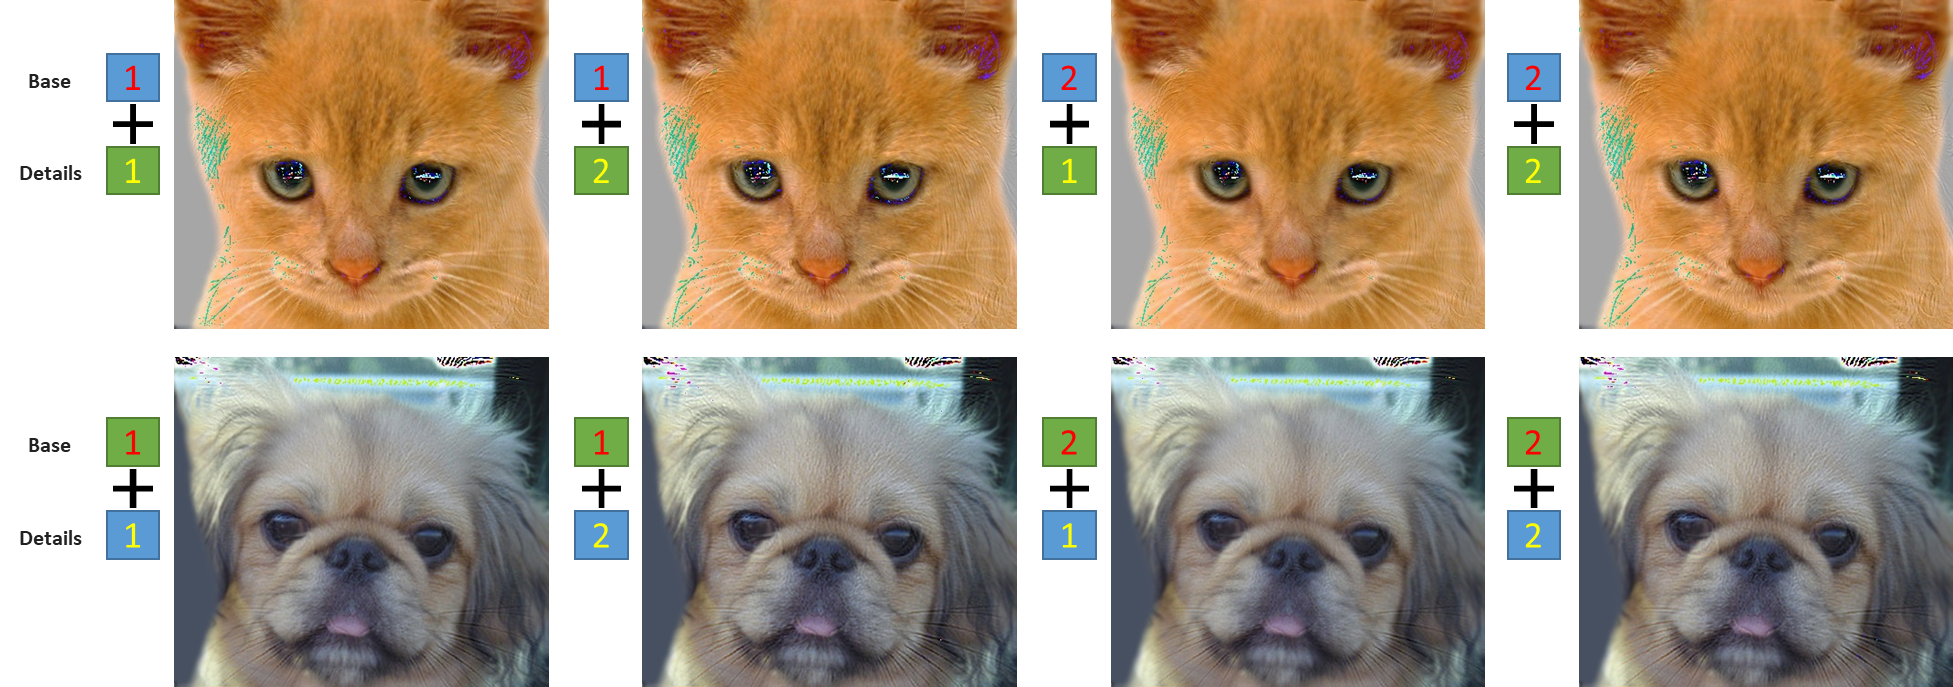 Base 1 1 2 2
+ + + +
Details 1 2 1 2
Base 1 1 2 2
+ + + +
Details 1 2 1 2